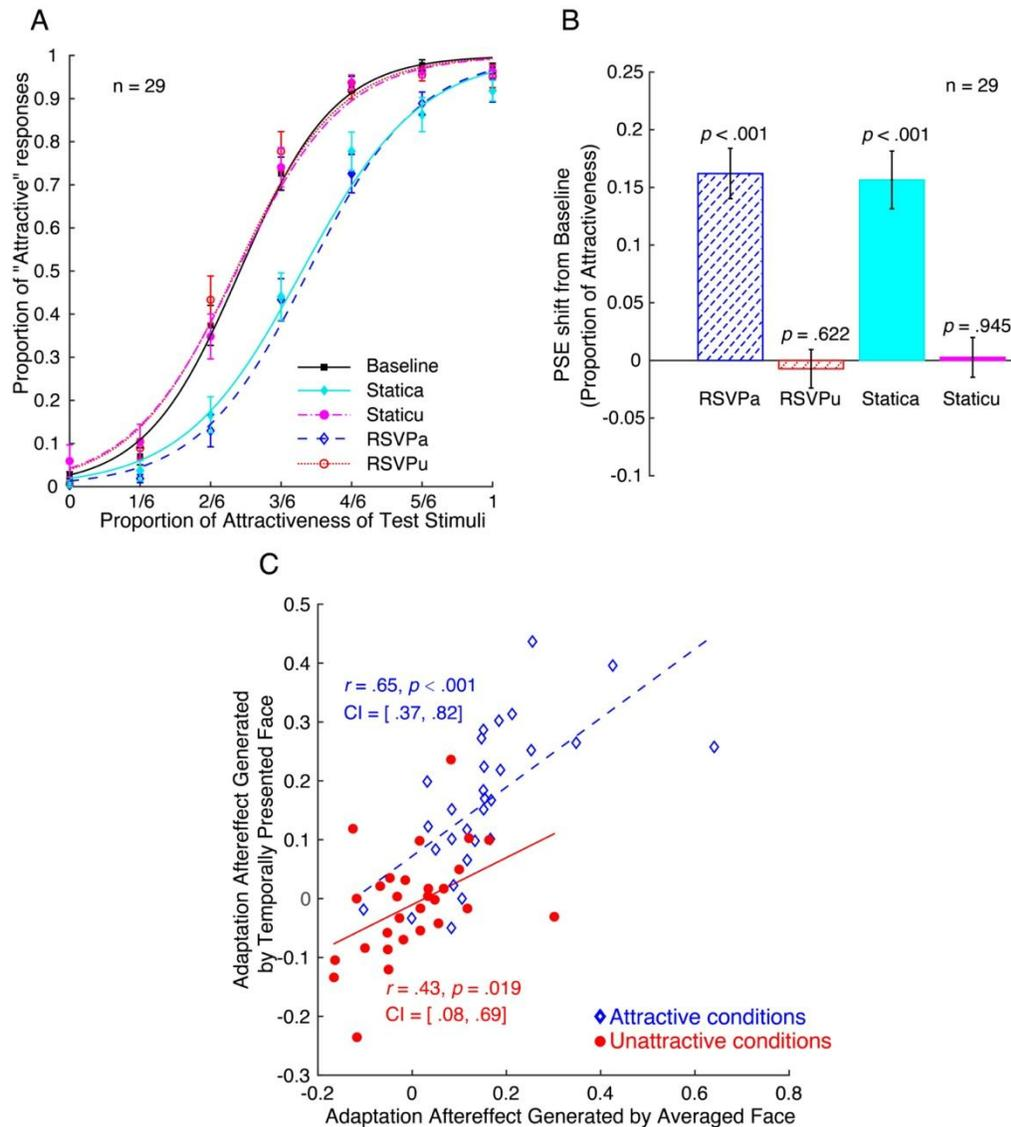 A
n = 29
Proportion of "Attractive" responses
1
0.9
0.8
0.7
0.6
0.5
0.4
0.3
0.2
0.1
0
Baseline
Statica
Staticu
RSVPa
RSVPu
0 1/6 2/6 3/6 4/6 5/6 1
Proportion of Attractiveness of Test Stimuli
B
n = 29
PSE shift from Baseline
(Proportion of Attractiveness)
0.25
0.2
0.15
0.1
0.05
0
-0.05
-0.1
p < .001
p = .622
p < .001
p = .945
RSVPa RSVPu Statica Staticu
C
Adaptation Aftereffect Generated
by Temporally Presented Face
0.5
0.4
0.3
0.2
0.1
0
-0.1
-0.2
-0.3
r = .65, p < .001
CI = [ .37, .82]
r = .43, p = .019
CI = [ .08, .69]
Attractive conditions
Unattractive conditions
-0.2 0 0.2 0.4 0.6 0.8
Adaptation Aftereffect Generated by Averaged Face